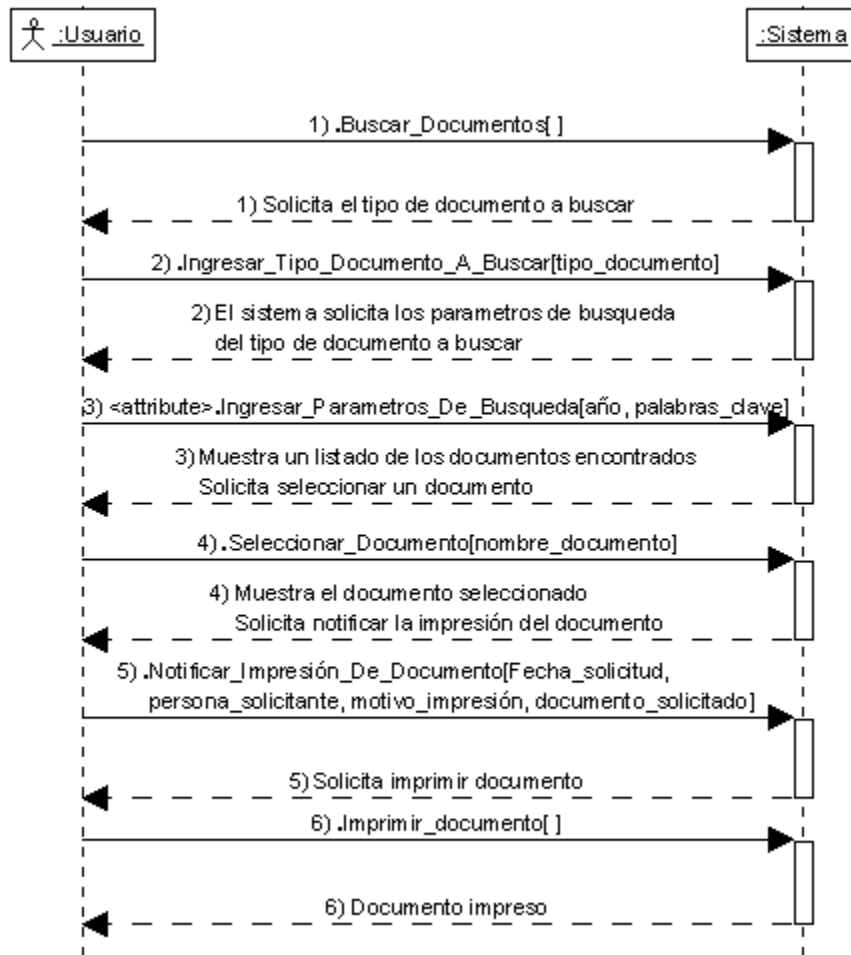 :Usuario
:Sistema
1) .Buscar_Documentos[ ]
1) Solicita el tipo de documento a buscar
2) .Ingresar_Tipo_Documento_A_Buscar[tipo_documento]
2) El sistema solicita los parametros de busqueda
del tipo de documento a buscar
3) <attribute>.Ingresar_Parametros_De_Busqueda[año, palabras_clave]
3) Muestra un listado de los documentos encontrados
Solicita seleccionar un documento
4) .Seleccionar_Documento[nombre_documento]
4) Muestra el documento seleccionado
Solicita notificar la impresión del documento
5) .Notificar_Impresión_De_Documento[Fecha_solicitud,
persona_solicitante, motivo_impresión, documento_solicitado]
5) Solicita imprimir documento
6) .Imprimir_documento[ ]
6) Documento impreso